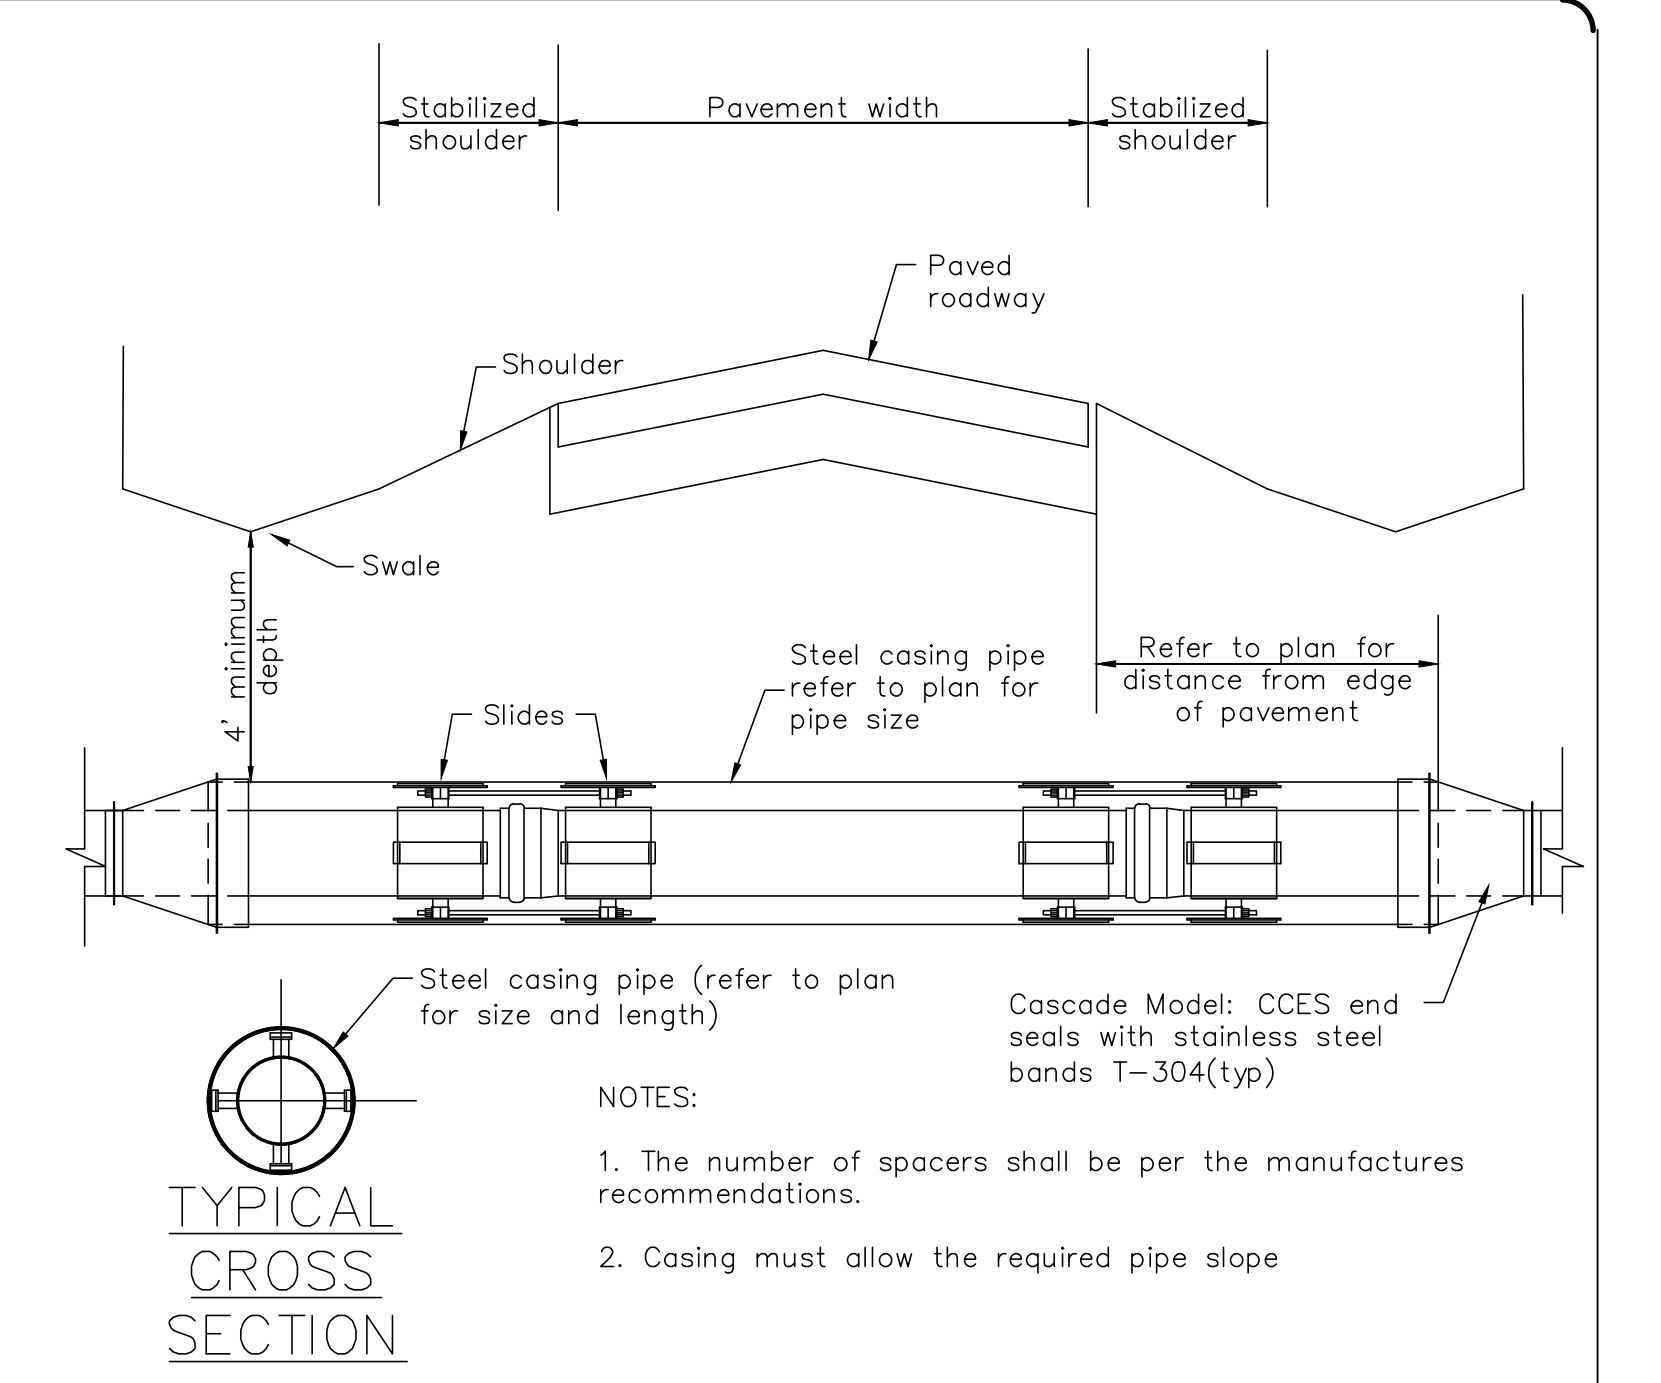 Stabilized
shoulder
Pavement width
Stabilized
shoulder
Paved
roadway
Shoulder
Swale
4' minimum
depth
Steel casing pipe
refer to plan for
pipe size
Refer to plan for
distance from edge
of pavement
Slides
Steel casing pipe (refer to plan
for size and length)
Cascade Model: CCES end
seals with stainless steel
bands T-304(typ)
NOTES:
1. The number of spacers shall be per the manufactures
recommendations.
2. Casing must allow the required pipe slope
TYPICAL
CROSS
SECTION